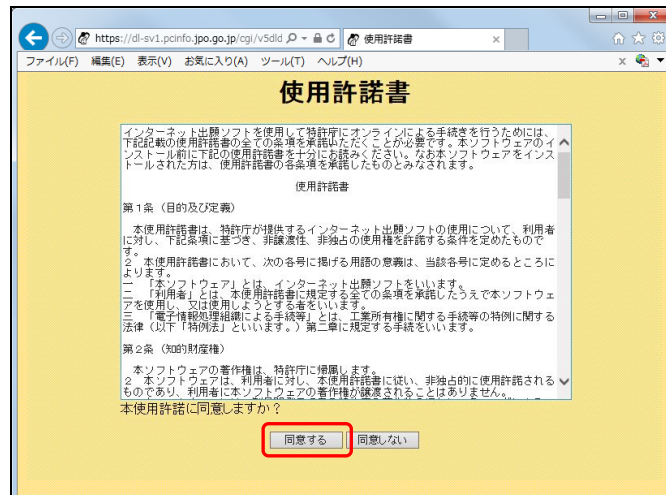 https://dl-sv1.pcinfo.jpo.go.jp/cgi/v5dld
使用許諾書
ファイル(F) 編集(E) 表示(V) お気に入り(A) ツール(T) ヘルプ(H)
使用許諾書
インターネット出願ソフトを使用して特許庁にオンラインによる手続きを行うためには、
下記記載の使用許諾書の全ての条項を承諾いただくことが必要です。本ソフトウェアのイ
ンストール前に下記の使用許諾書を十分にお読みください。なお本ソフトウェアをインス
トールされた方は、使用許諾書の各条項を承諾したものとみなされます。
使用許諾書
第1条（目的及び定義）
本使用許諾書は、特許庁が提供するインターネット出願ソフトの使用について、利用者
に対し、下記条項に基づき、非譲渡性、非独占の使用権を許諾する条件を定めたもので
す。
2 本使用許諾書において、次の各号に掲げる用語の意義は、当該各号に定めるところに
よります。
一 「本ソフトウェア」とは、インターネット出願ソフトをいいます。
二 「利用者」とは、本使用許諾書に規定する全ての条項を承諾したうえで本ソフトウェ
アを使用し、又は使用しようとする者をいいます。
三 「電子情報処理組織による手続等」とは、工業所有権に関する手続等の特例に関する
法律（以下「特例法」といいます。）第二章に規定する手続をいいます。
第2条（知的財産権）
本ソフトウェアの著作権は、特許庁に帰属します。
2 本ソフトウェアは、利用者に対し、本使用許諾書に従い、非独占的に使用許諾される
ものであり、利用者に本ソフトウェアの著作権が譲渡されることはありません。
本使用許諾に同意しますか？
同意する 同意しない